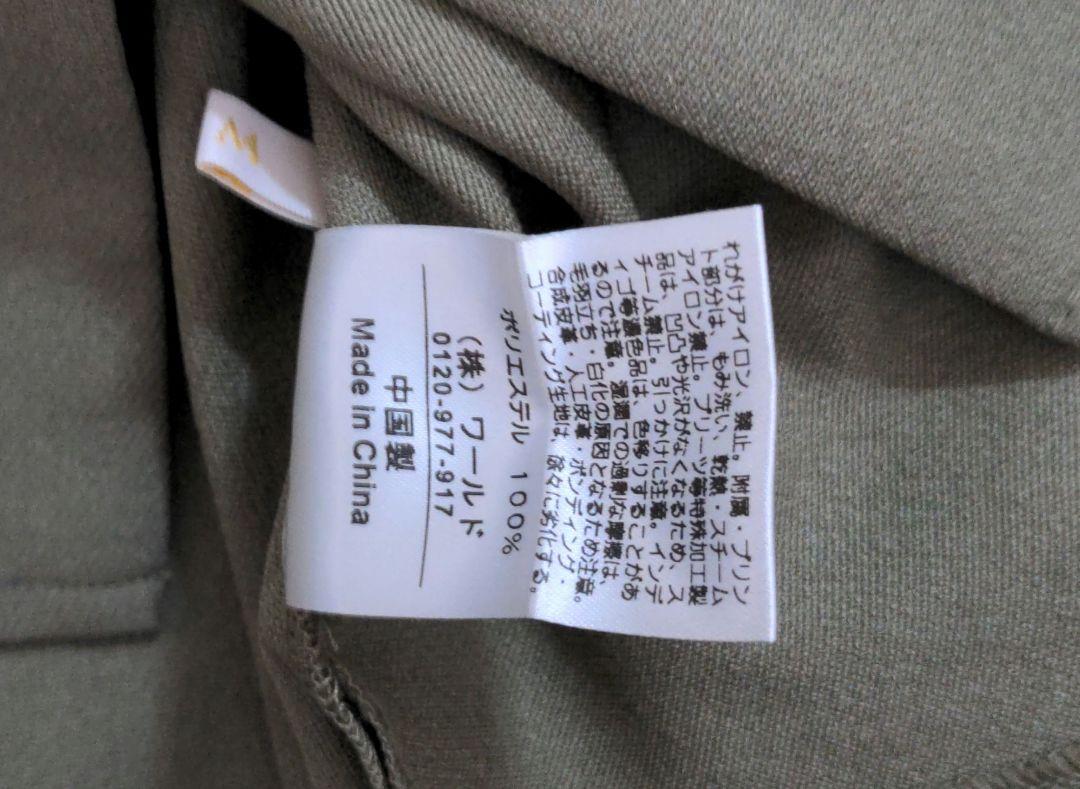 M
れがけアイロン、禁止。附属・プリン
ト部分は、もみ洗い、乾燥・スチーム
アイロン禁止。プリーツ等特殊加工製
品は、凹凸や光沢がなくなるため、ス
チーム禁止。引っかけに注意。インデ
ィゴ等濃色品は、色移りすることがあ
るので注意。湿潤での過剰な摩擦は
毛羽立ち・白化の原因となるため注意。
合成皮革・人工皮革・ボンディング・
コーティング生地は、徐々に劣化する。
ポリエステル 100%
(株) ワールド
0120-977-917
中国製
Made in China